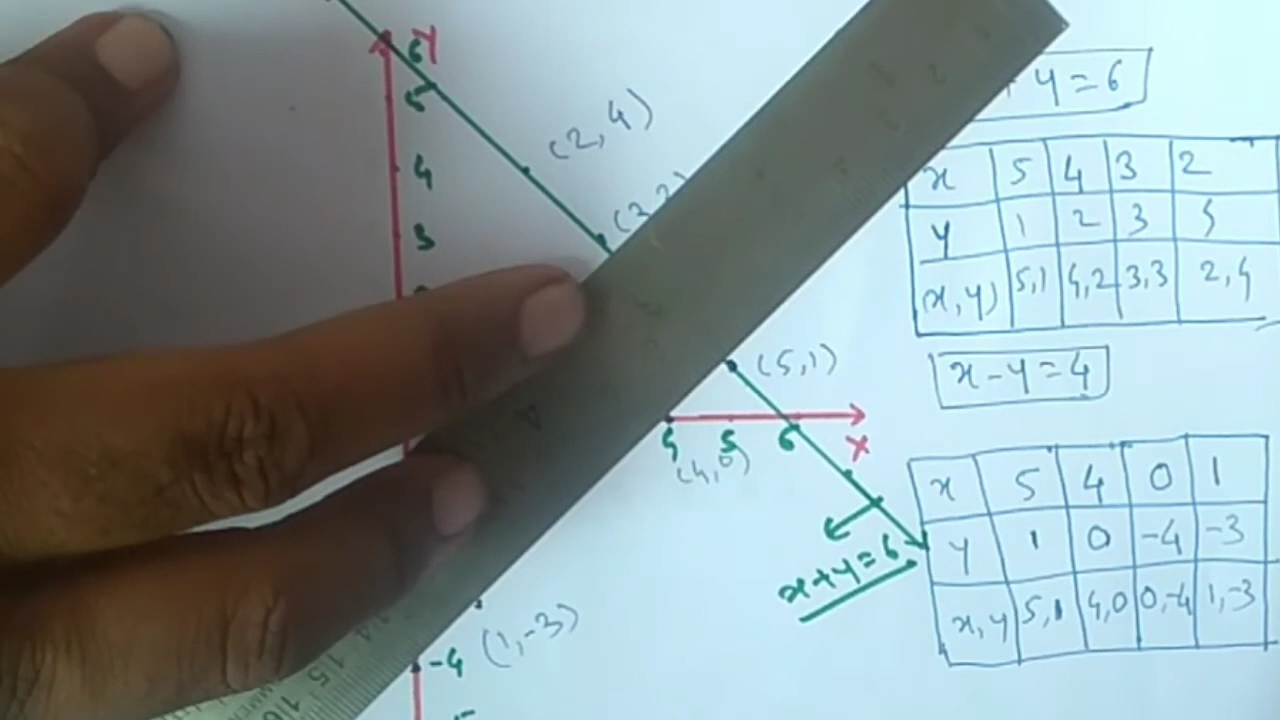 6 Y
5
(2,4)
4
3
+ y = 6
x 5 4 3 2
y 1 2 3 4
(x,y) 5,1 4,2 3,3 2,4
x - y = 4
(5,1)
4 5 6 X
(4,0)
x+y=6
x 5 4 0 1
y 1 0 -4 -3
x,y 5,1 4,0 0,-4 1,-3
(1,-3)
-4
15
16